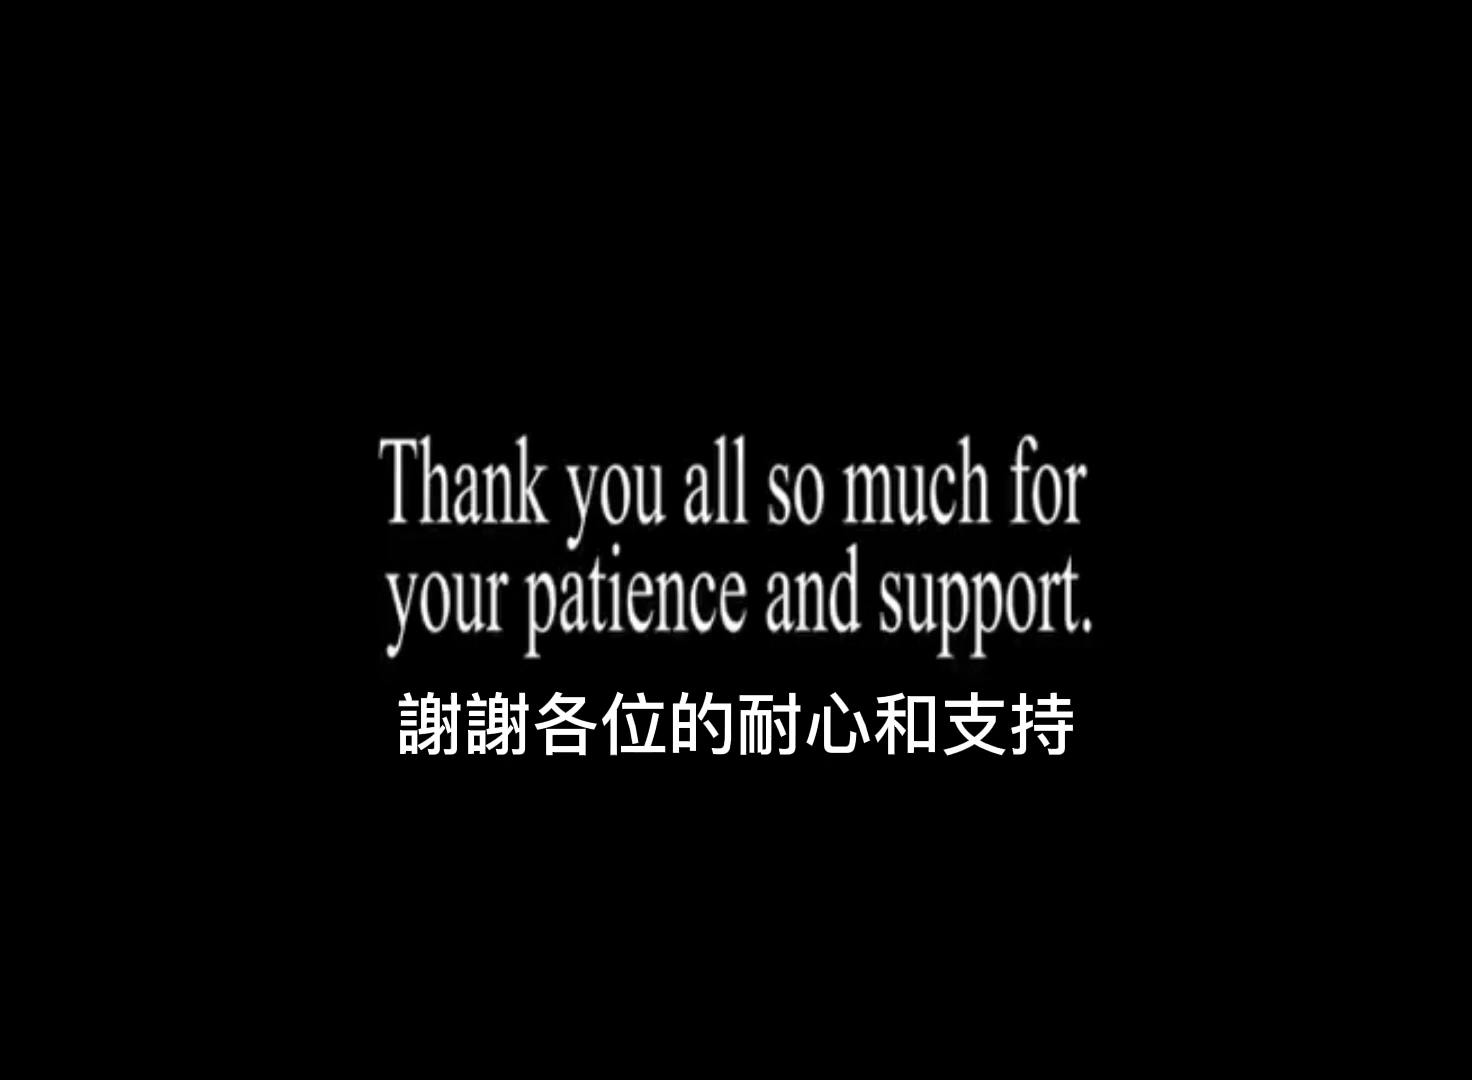 Thank you all so much for
your patience and support.
謝謝各位的耐心和支持